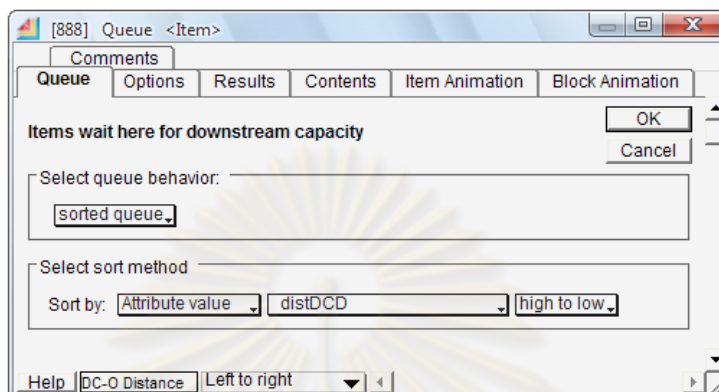 [888] Queue <Item>
Comments
Queue Options Results Contents Item Animation Block Animation
Items wait here for downstream capacity
OK
Cancel
Select queue behavior:
sorted queue
Select sort method
Sort by: Attribute value distDCD high to low
Help DC-O Distance Left to right